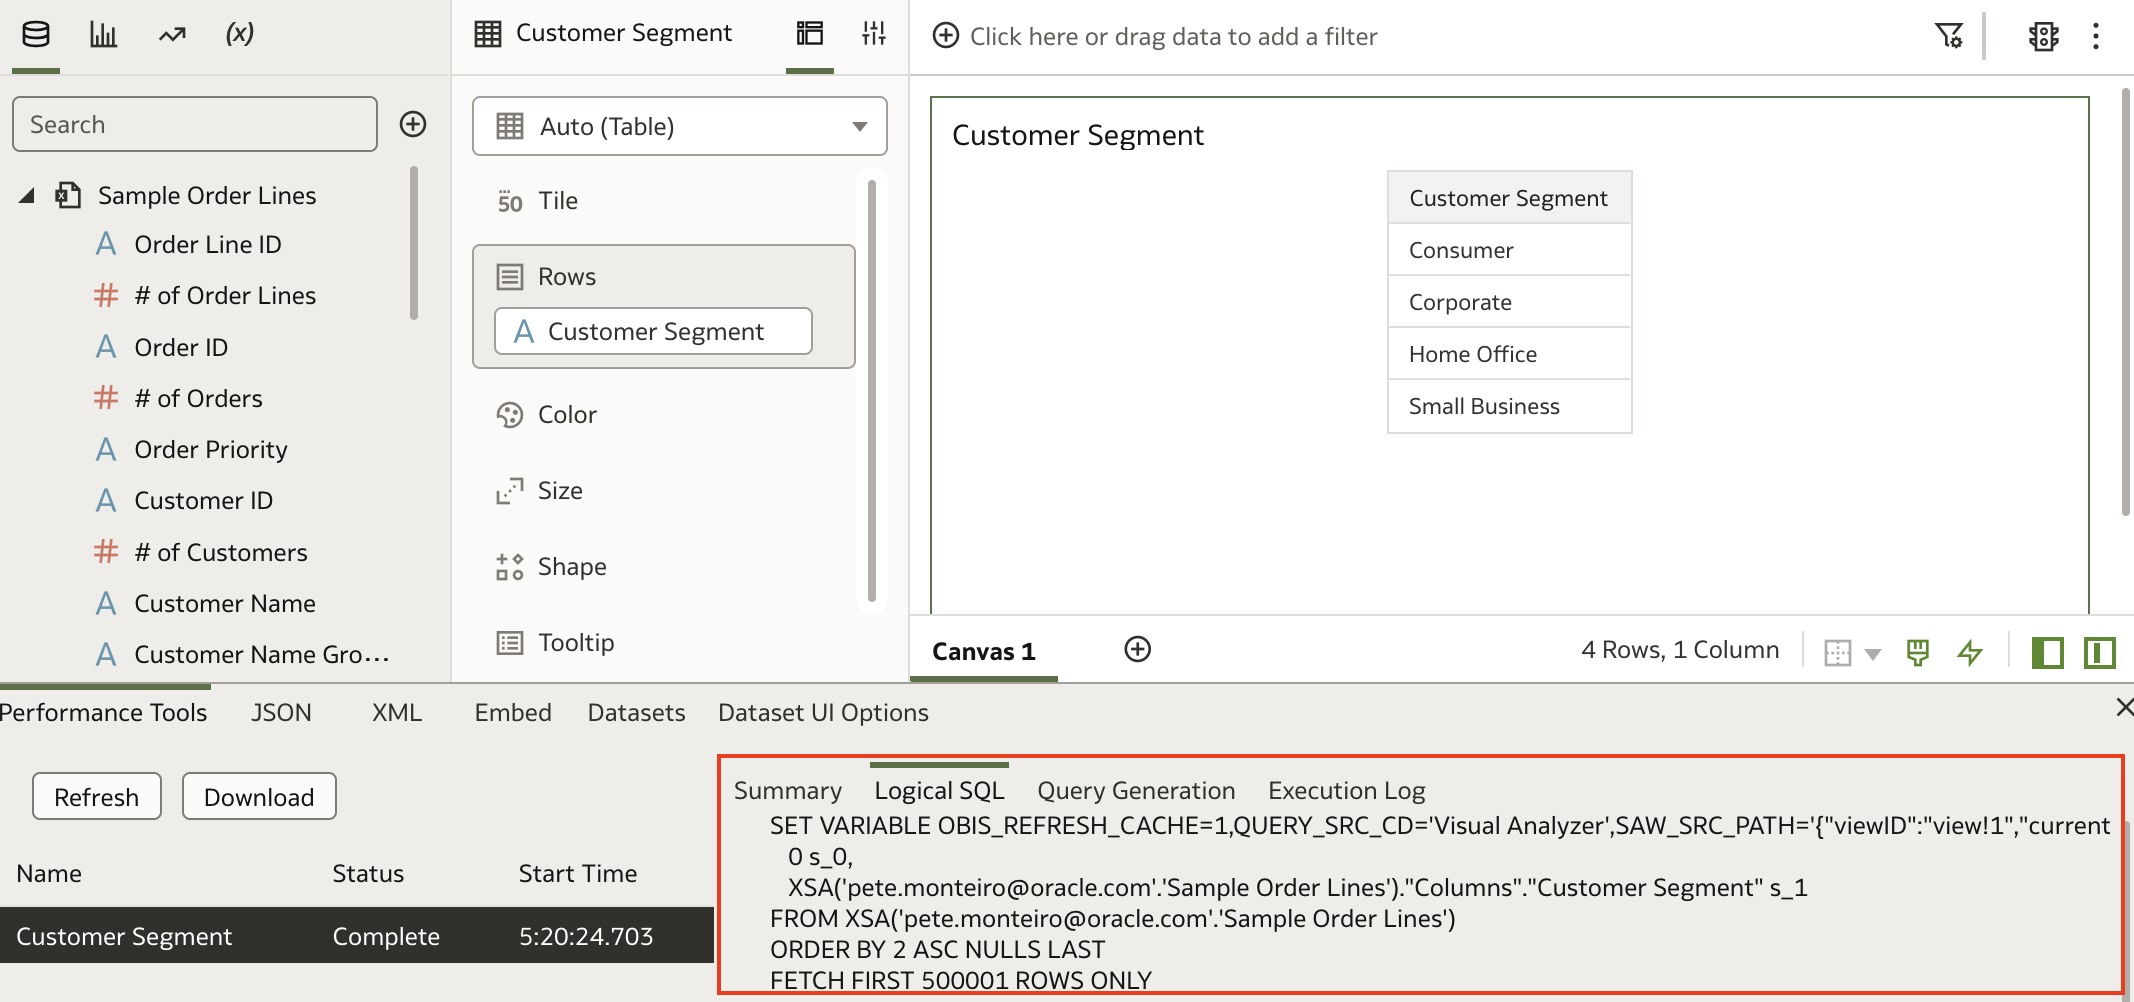 (x)
Customer Segment
Click here or drag data to add a filter
Search
Sample Order Lines
A Order Line ID
# # of Order Lines
A Order ID
# # of Orders
A Order Priority
A Customer ID
# # of Customers
A Customer Name
A Customer Name Gro...
Auto (Table)
50 Tile
Rows
A Customer Segment
Color
Size
Shape
Tooltip
Customer Segment
Customer Segment
Consumer
Corporate
Home Office
Small Business
Canvas 1
4 Rows, 1 Column
Performance Tools JSON XML Embed Datasets Dataset UI Options
Refresh Download
Name Status Start Time
Customer Segment Complete 5:20:24.703
Summary Logical SQL Query Generation Execution Log
SET VARIABLE OBIS_REFRESH_CACHE=1,QUERY_SRC_CD='Visual Analyzer',SAW_SRC_PATH='{"viewID":"view!1","current
0 s_0,
XSA('pete.monteiro@oracle.com'.'Sample Order Lines')."Columns"."Customer Segment" s_1
FROM XSA('pete.monteiro@oracle.com'.'Sample Order Lines')
ORDER BY 2 ASC NULLS LAST
FETCH FIRST 500001 ROWS ONLY